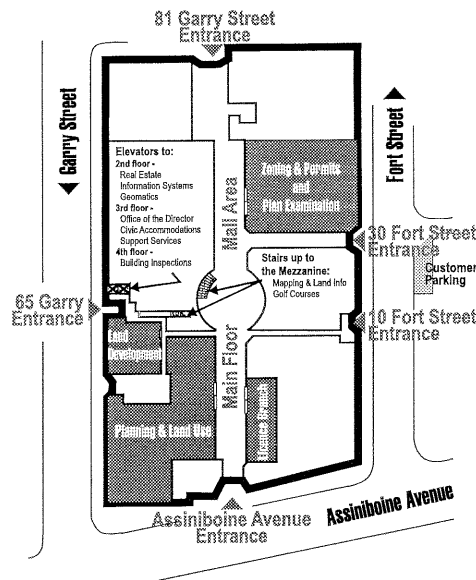 81 Garry Street
Entrance
Garry Street
Fort Street
Elevators to:
2nd floor -
Real Estate
Information Systems
Geomatics
3rd floor -
Office of the Director
Civic Accommodations
Support Services
4th floor -
Building Inspections
Zoning & Permits
and
Plan Examination
Mall Area
30 Fort Street
Entrance
Customer
Parking
Stairs up to
the Mezzanine:
Mapping & Land Info
Golf Courses
65 Garry
Entrance
10 Fort Street
Entrance
Land
Development
Main Floor
Planning & Land Use
Licence Branch
Assiniboine Avenue
Entrance
Assiniboine Avenue